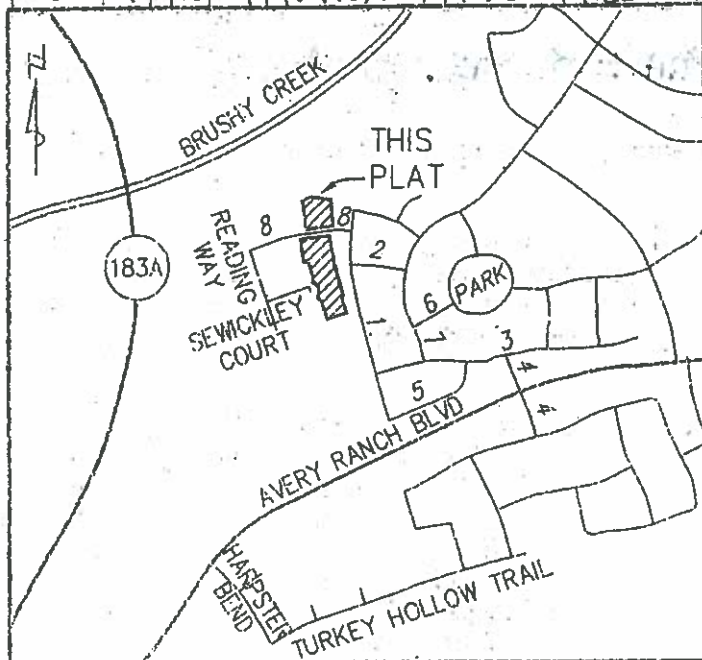 N
BRUSHY CREEK
THIS
PLAT
8
8
READING
WAY
2
183A
PARK
6
SEWICKLEY
COURT
1
7
3
4
5
4
AVERY RANCH BLVD
HARPSTER
BEND
TURKEY HOLLOW TRAIL